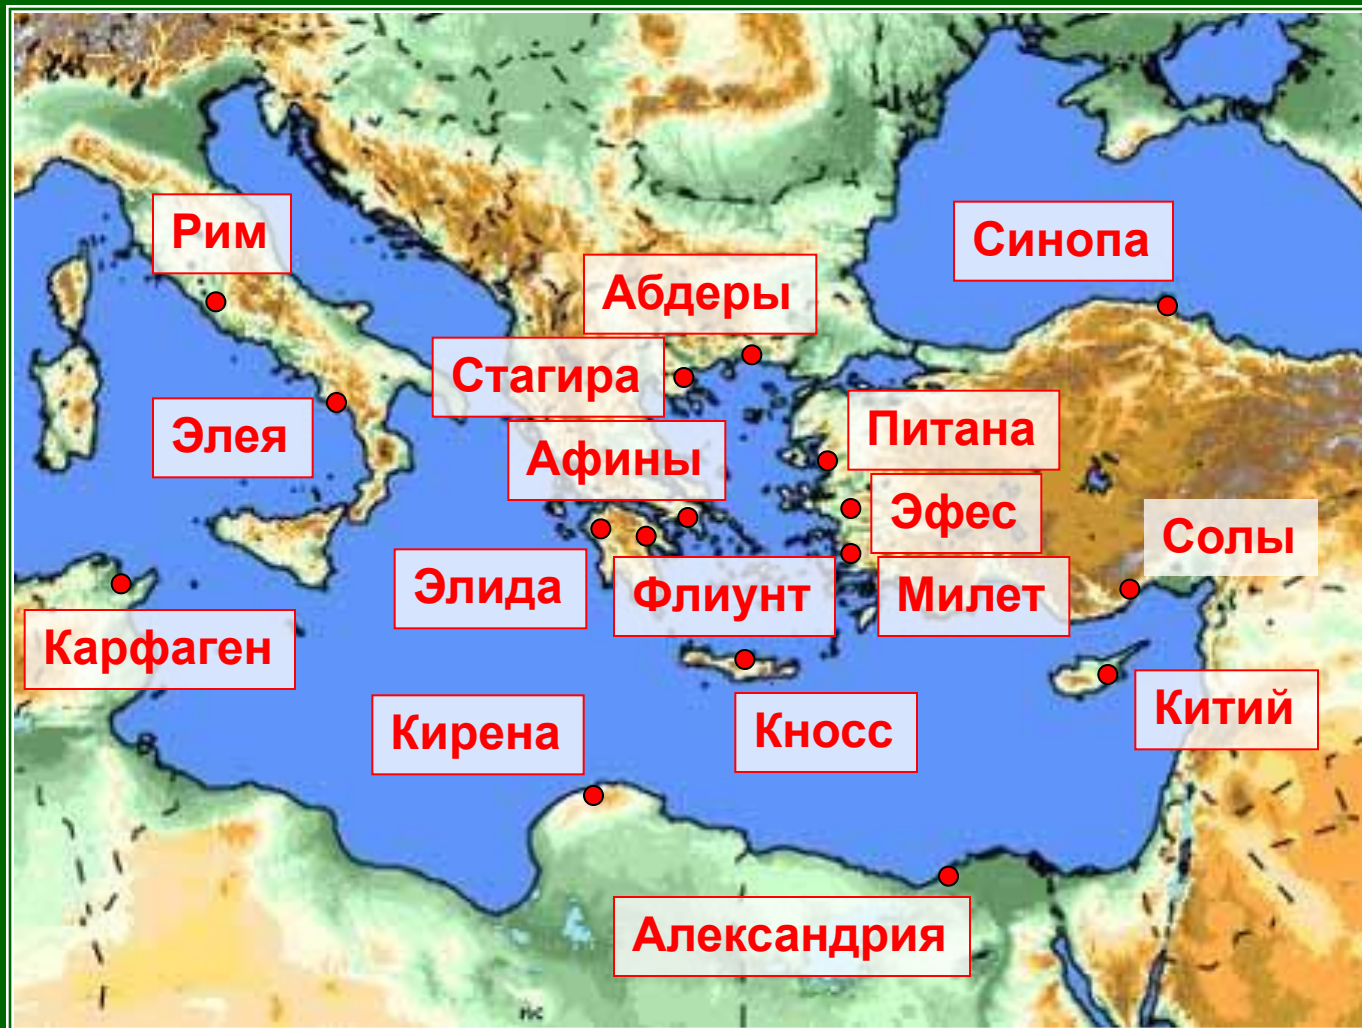 Рим
Синопа
Абдеры
Стагира
Элея
Питана
Афины
Эфес
Солы
Элида
Флиунт
Милет
Карфаген
Китий
Кирена
Кносс
Александрия